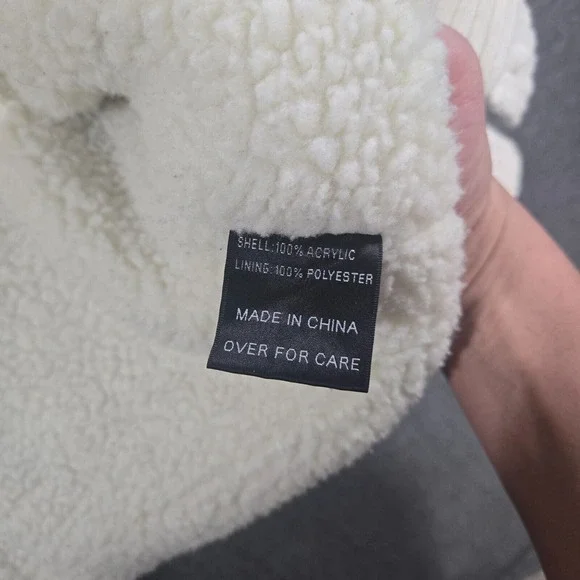 SHELL:100% ACRYLIC
LINING:100% POLYESTER
MADE IN CHINA
OVER FOR CARE